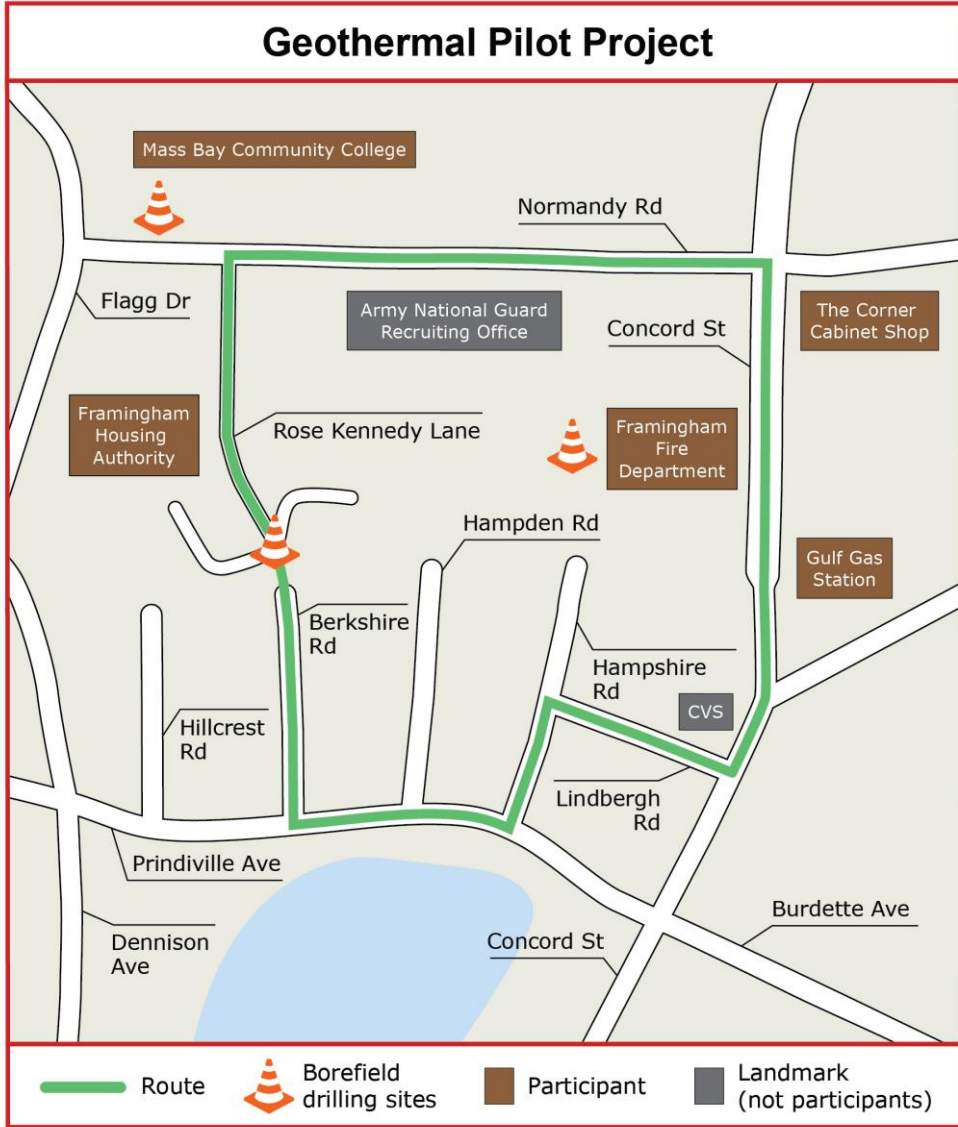 Geothermal Pilot Project
Mass Bay Community College
Normandy Rd
Flagg Dr
Army National Guard
Recruiting Office
Concord St
The Corner
Cabinet Shop
Framingham
Housing
Authority
Rose Kennedy Lane
Framingham
Fire
Department
Hampden Rd
Gulf Gas
Station
Berkshire
Rd
Hampshire
Rd
CVS
Hillcrest
Rd
Lindbergh
Rd
Prindiville Ave
Burdette Ave
Dennison
Ave
Concord St
Route
Borefield
drilling sites
Participant
Landmark
(not participants)